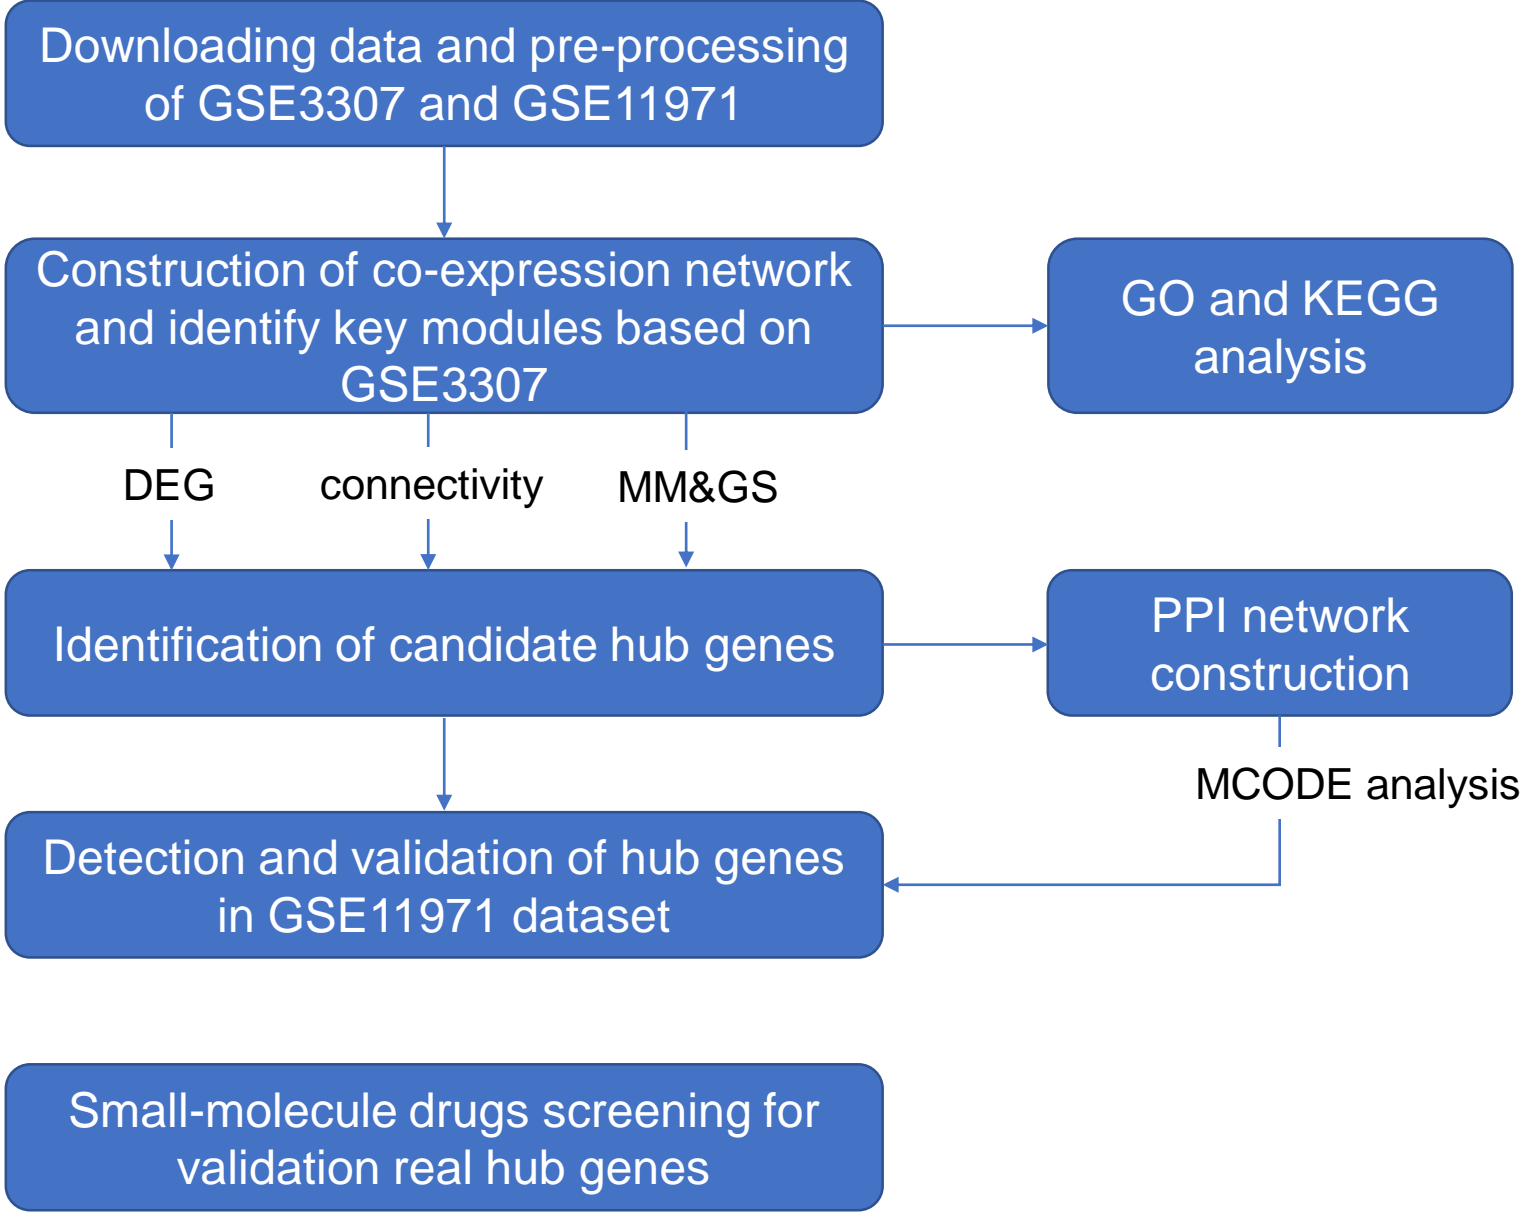 Downloading data and pre-processing
of GSE3307 and GSE11971
Construction of co-expression network
and identify key modules based on
GSE3307
GO and KEGG
analysis
DEG
connectivity
MM&GS
Identification of candidate hub genes
PPI network
construction
MCODE analysis
Detection and validation of hub genes
in GSE11971 dataset
Small-molecule drugs screening for
validation real hub genes